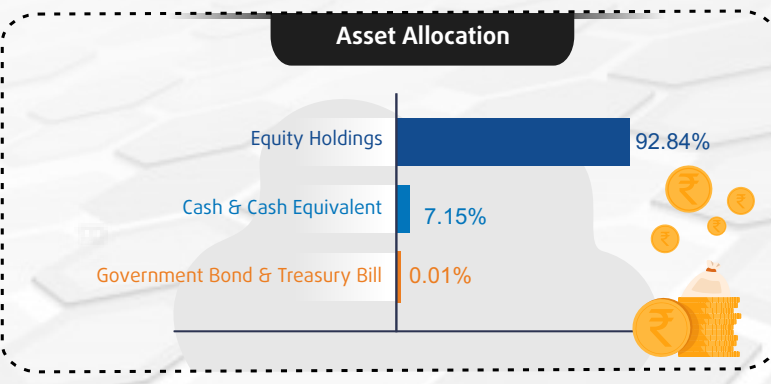 Asset Allocation
Equity Holdings 92.84%
Cash & Cash Equivalent 7.15%
Government Bond & Treasury Bill 0.01%
₹
₹
₹
₹
₹